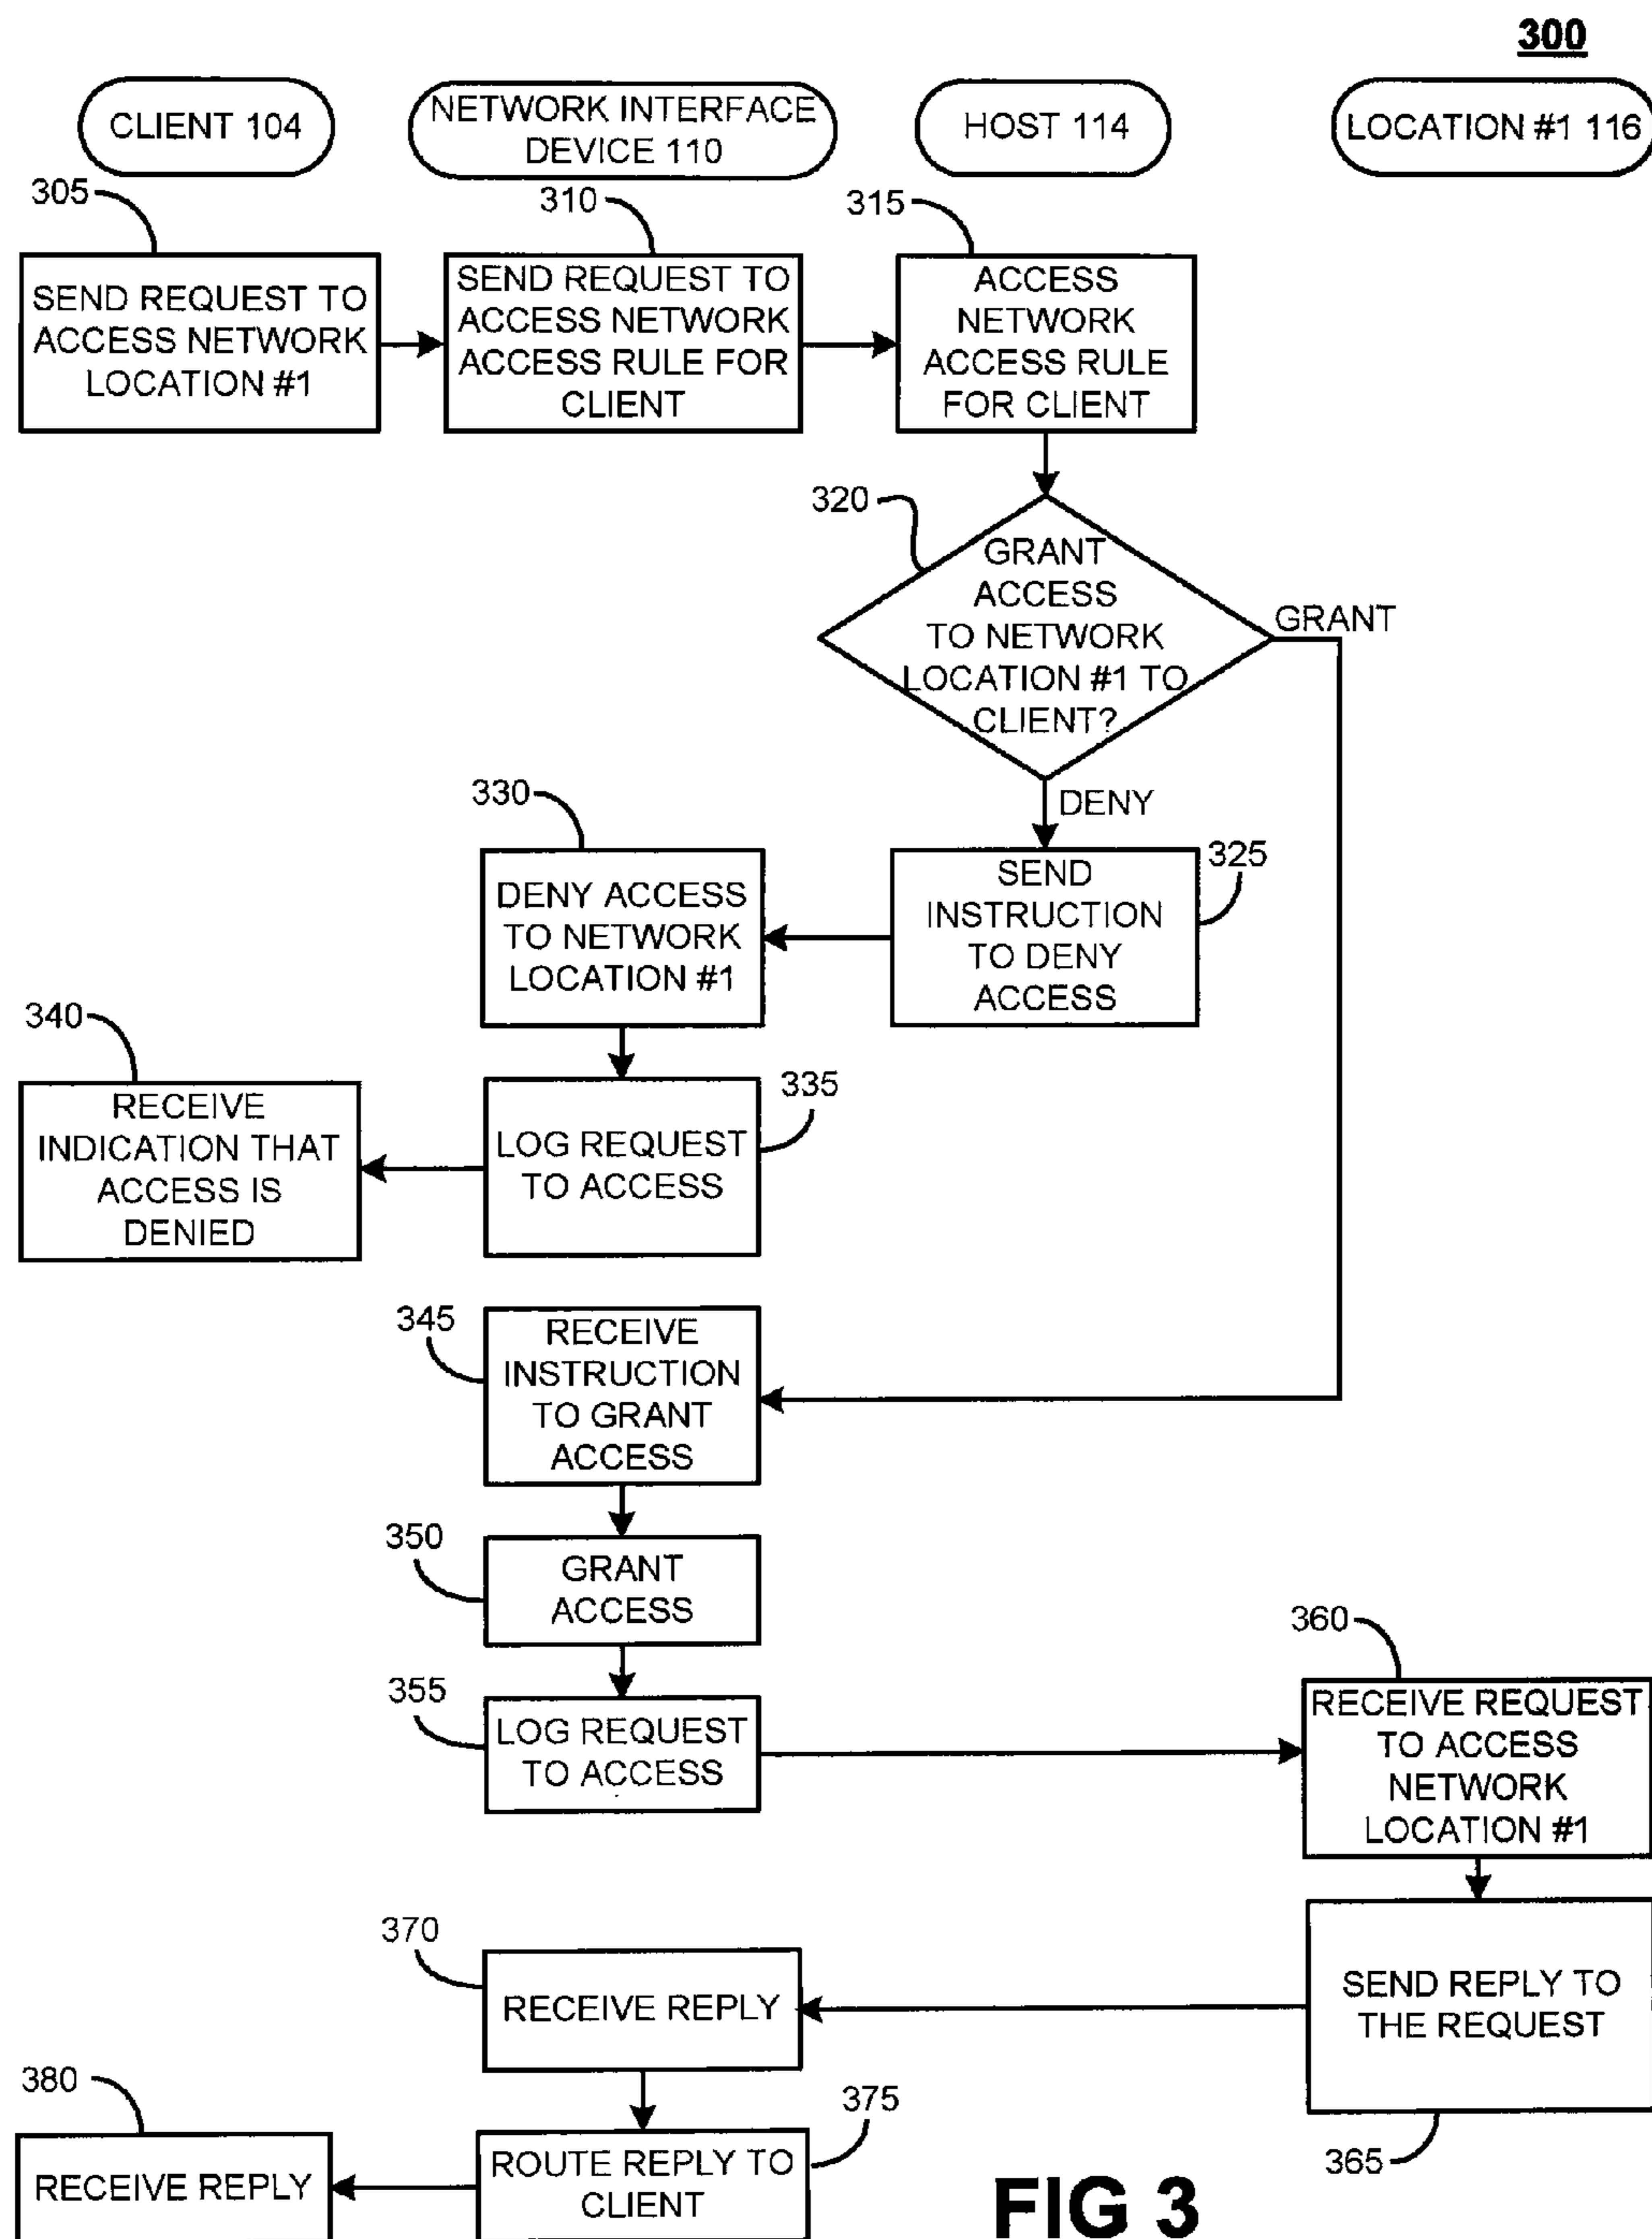 300
CLIENT 104
NETWORK INTERFACE
DEVICE 110
HOST 114
LOCATION #1 116
305
SEND REQUEST TO
ACCESS NETWORK
LOCATION #1
310
SEND REQUEST TO
ACCESS NETWORK
ACCESS RULE FOR
CLIENT
315
ACCESS
NETWORK
ACCESS RULE
FOR CLIENT
320
GRANT
ACCESS
TO NETWORK
LOCATION #1 TO
CLIENT?
GRANT
DENY
325
SEND
INSTRUCTION
TO DENY
ACCESS
330
DENY ACCESS
TO NETWORK
LOCATION #1
335
LOG REQUEST
TO ACCESS
340
RECEIVE
INDICATION THAT
ACCESS IS
DENIED
345
RECEIVE
INSTRUCTION
TO GRANT
ACCESS
350
GRANT
ACCESS
355
LOG REQUEST
TO ACCESS
360
RECEIVE REQUEST
TO ACCESS
NETWORK
LOCATION #1
365
SEND REPLY TO
THE REQUEST
370
RECEIVE REPLY
375
ROUTE REPLY TO
CLIENT
380
RECEIVE REPLY
FIG 3